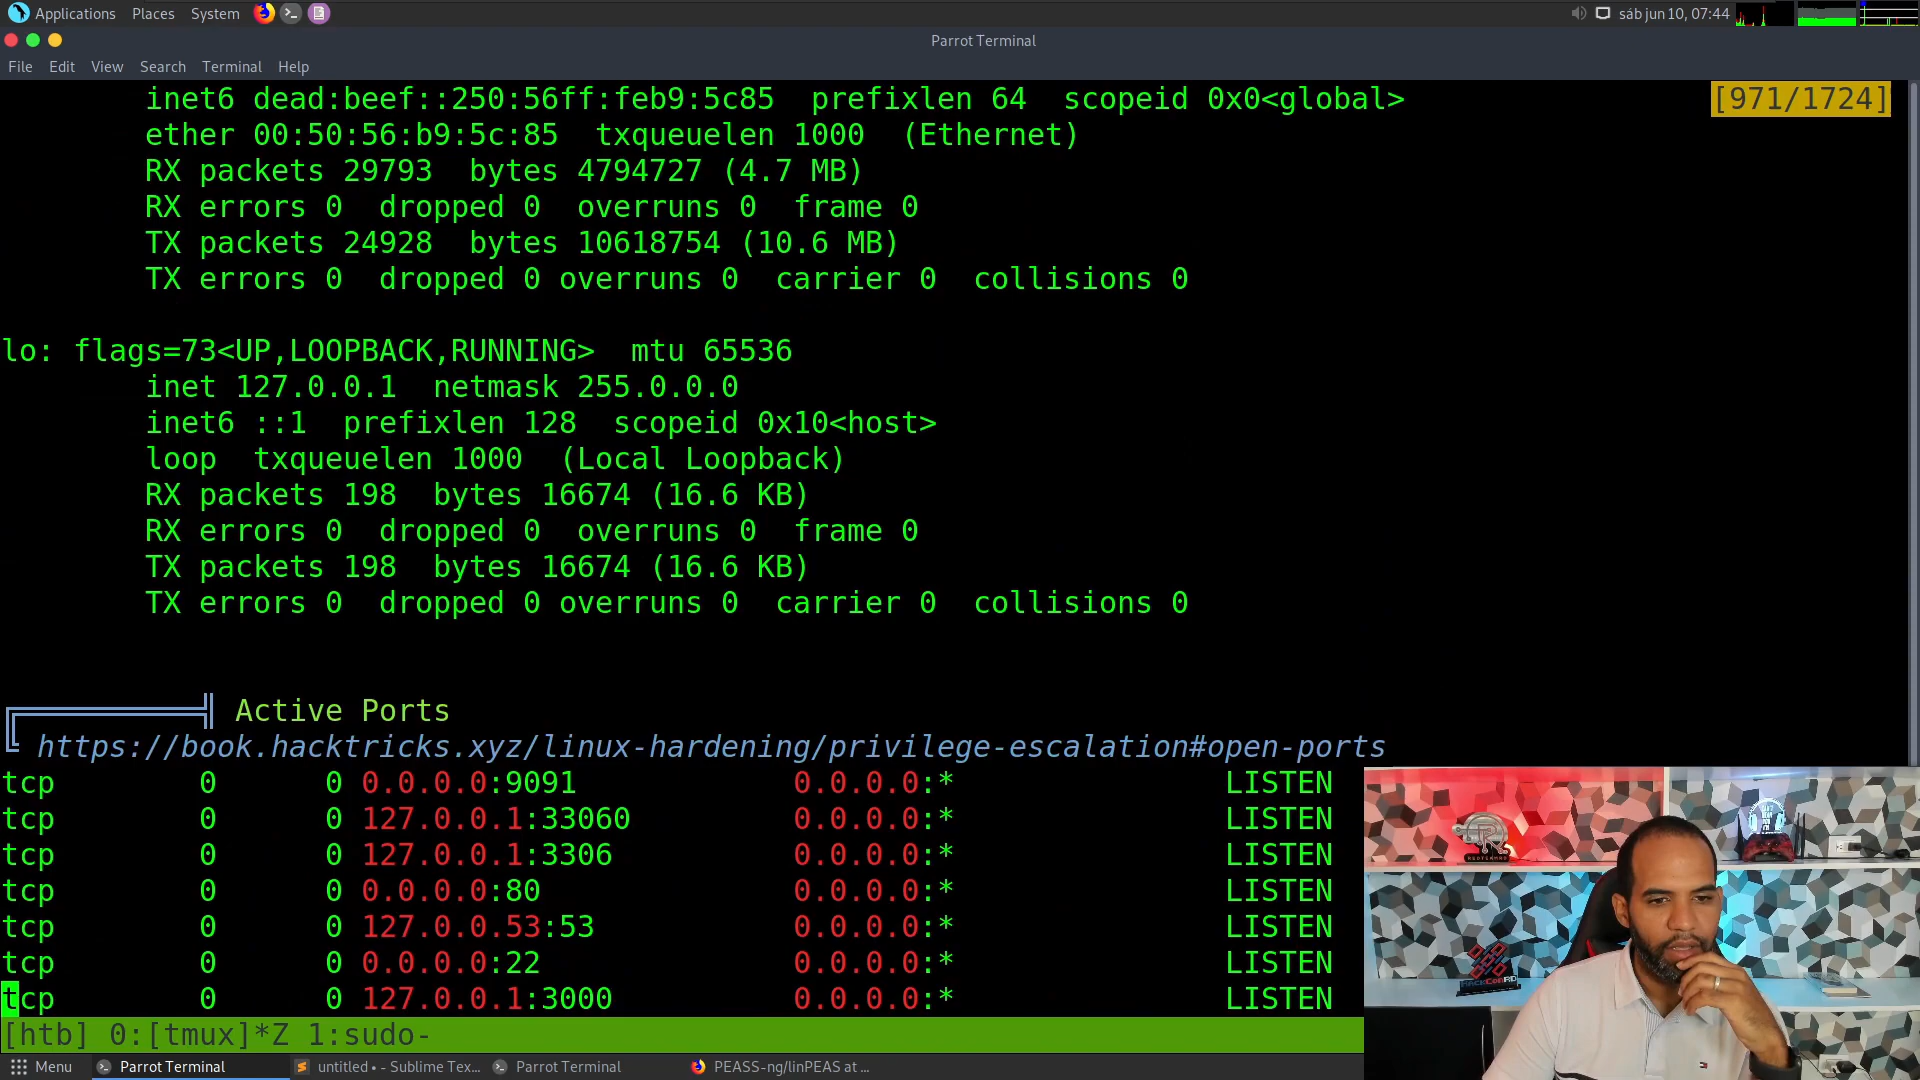 Applications Places System sáb jun 10, 07:44
Parrot Terminal
File Edit View Search Terminal Help
inet6 dead:beef::250:56ff:feb9:5c85 prefixlen 64 scopeid 0x0<global> [971/1724]
ether 00:50:56:b9:5c:85 txqueuelen 1000 (Ethernet)
RX packets 29793 bytes 4794727 (4.7 MB)
RX errors 0 dropped 0 overruns 0 frame 0
TX packets 24928 bytes 10618754 (10.6 MB)
TX errors 0 dropped 0 overruns 0 carrier 0 collisions 0
lo: flags=73<UP,LOOPBACK,RUNNING> mtu 65536
inet 127.0.0.1 netmask 255.0.0.0
inet6 ::1 prefixlen 128 scopeid 0x10<host>
loop txqueuelen 1000 (Local Loopback)
RX packets 198 bytes 16674 (16.6 KB)
RX errors 0 dropped 0 overruns 0 frame 0
TX packets 198 bytes 16674 (16.6 KB)
TX errors 0 dropped 0 overruns 0 carrier 0 collisions 0
Active Ports
https://book.hacktricks.xyz/linux-hardening/privilege-escalation#open-ports
tcp 0 0 0.0.0.0:9091 0.0.0.0:* LISTEN
tcp 0 0 127.0.0.1:33060 0.0.0.0:* LISTEN
tcp 0 0 127.0.0.1:3306 0.0.0.0:* LISTEN
tcp 0 0 0.0.0.0:80 0.0.0.0:* LISTEN
tcp 0 0 127.0.0.53:53 0.0.0.0:* LISTEN
tcp 0 0 0.0.0.0:22 0.0.0.0:* LISTEN
tcp 0 0 127.0.0.1:3000 0.0.0.0:* LISTEN
[htb] 0:[tmux]*Z 1:sudo-
Menu Parrot Terminal untitled • - Sublime Tex... Parrot Terminal PEASS-ng/linPEAS at ...